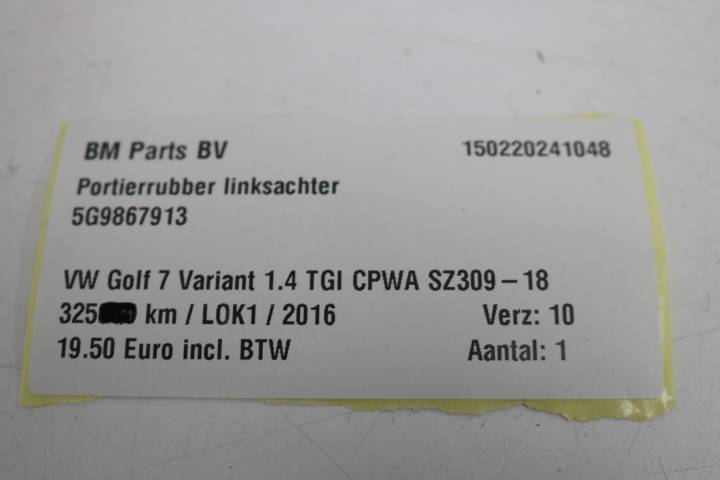 BM Parts BV 150220241048
Portierrubber linksachter
5G9867913
VW Golf 7 Variant 1.4 TGI CPWA SZ309 – 18
325 km / LOK1 / 2016 Verz: 10
19.50 Euro incl. BTW Aantal: 1